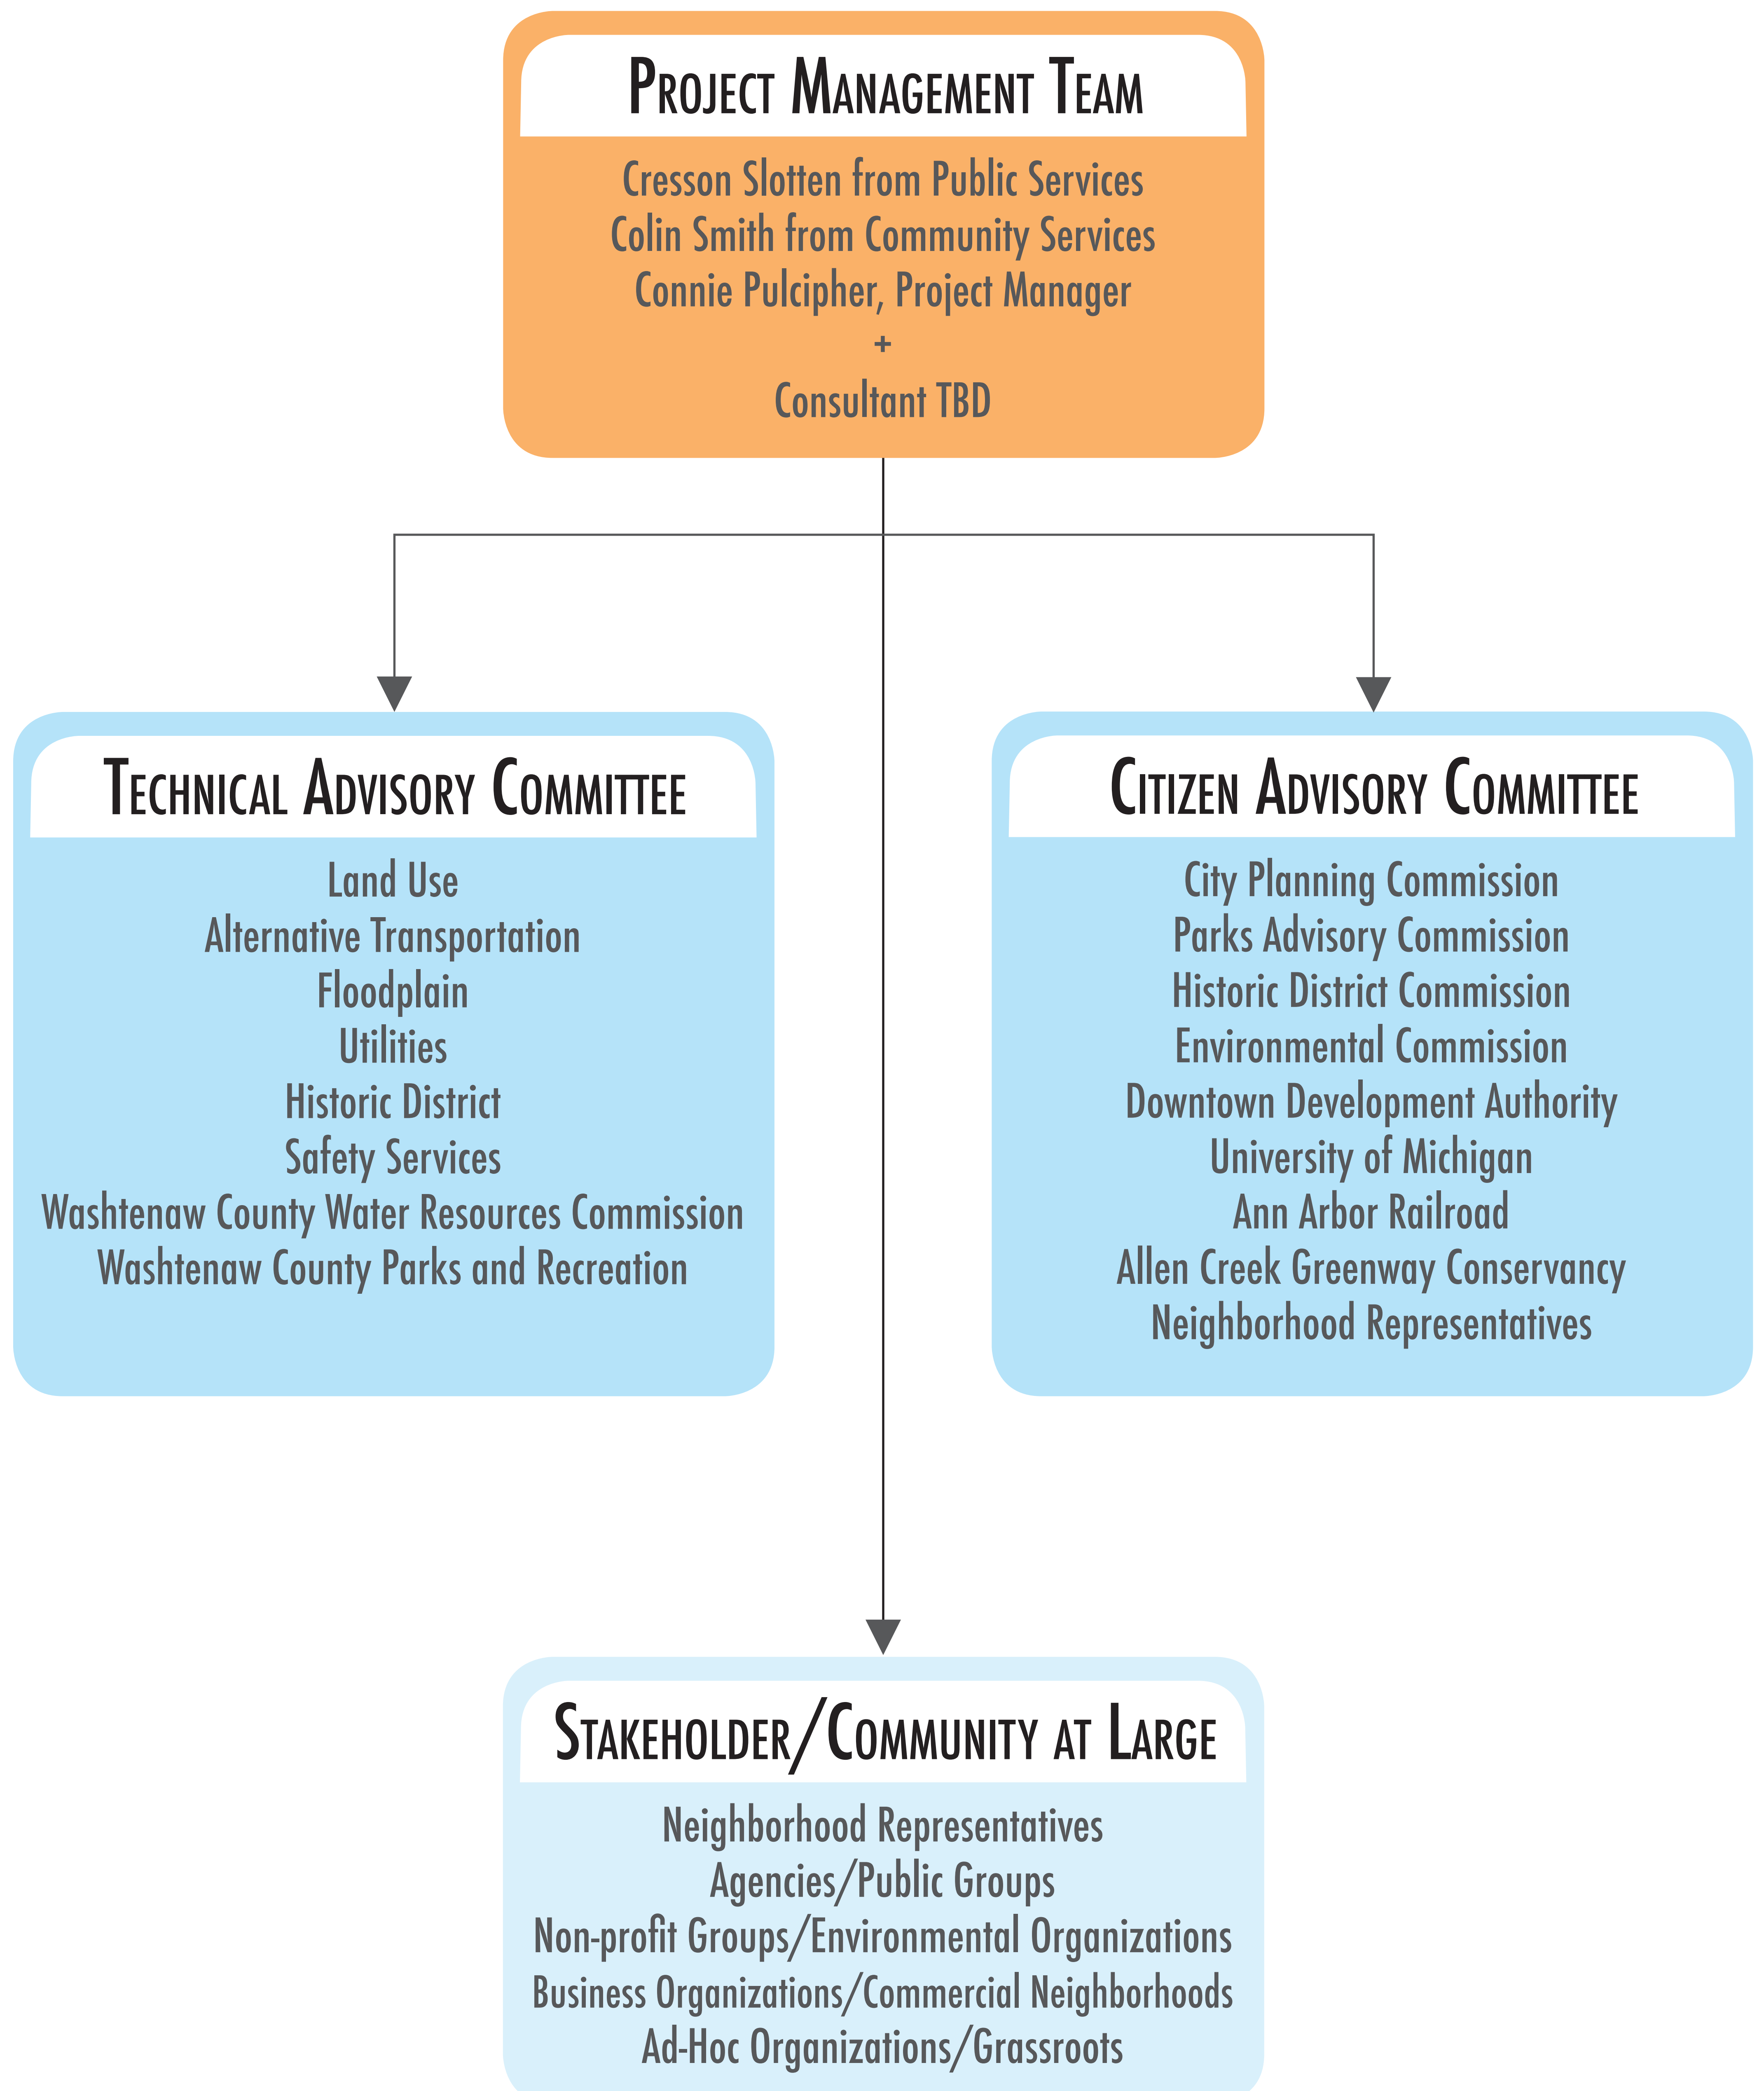 Project Management Team
Cresson Slotten from Public Services
Colin Smith from Community Services
Connie Pulcipher, Project Manager
+
Consultant TBD
Technical Advisory Committee
Land Use
Alternative Transportation
Floodplain
Utilities
Historic District
Safety Services
Washtenaw County Water Resources Commission
Washtenaw County Parks and Recreation
Citizen Advisory Committee
City Planning Commission
Parks Advisory Commission
Historic District Commission
Environmental Commission
Downtown Development Authority
University of Michigan
Ann Arbor Railroad
Allen Creek Greenway Conservancy
Neighborhood Representatives
Stakeholder/Community at Large
Neighborhood Representatives
Agencies/Public Groups
Non-profit Groups/Environmental Organizations
Business Organizations/Commercial Neighborhoods
Ad-Hoc Organizations/Grassroots